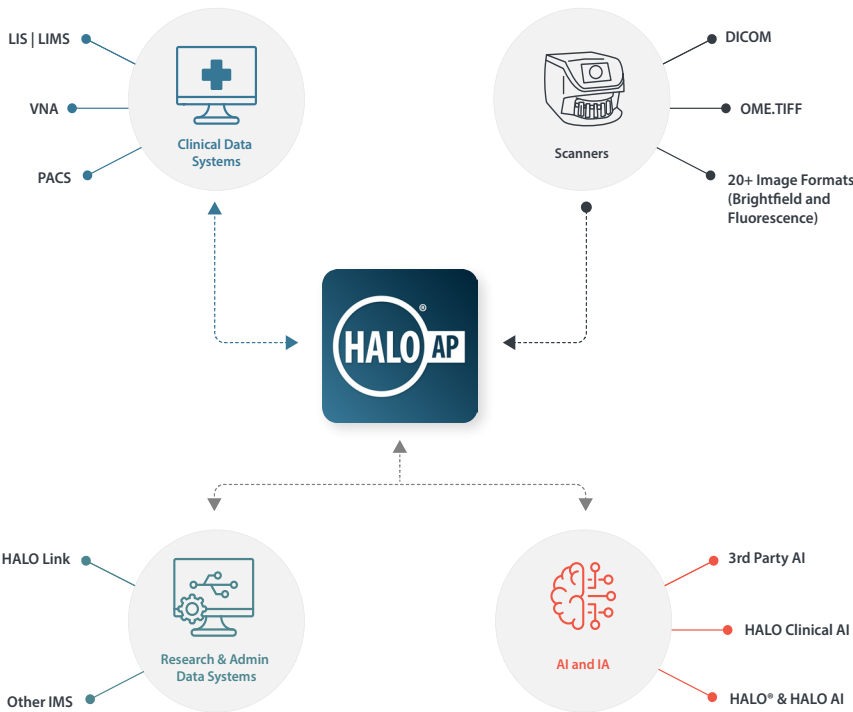 LIS | LIMS
VNA
PACS
Clinical Data
Systems
DICOM
OME.TIFF
20+ Image Formats
(Brightfield and
Fluorescence)
Scanners
HALO AP
®
HALO Link
Other IMS
Research & Admin
Data Systems
3rd Party AI
HALO Clinical AI
HALO® & HALO AI
AI and IA